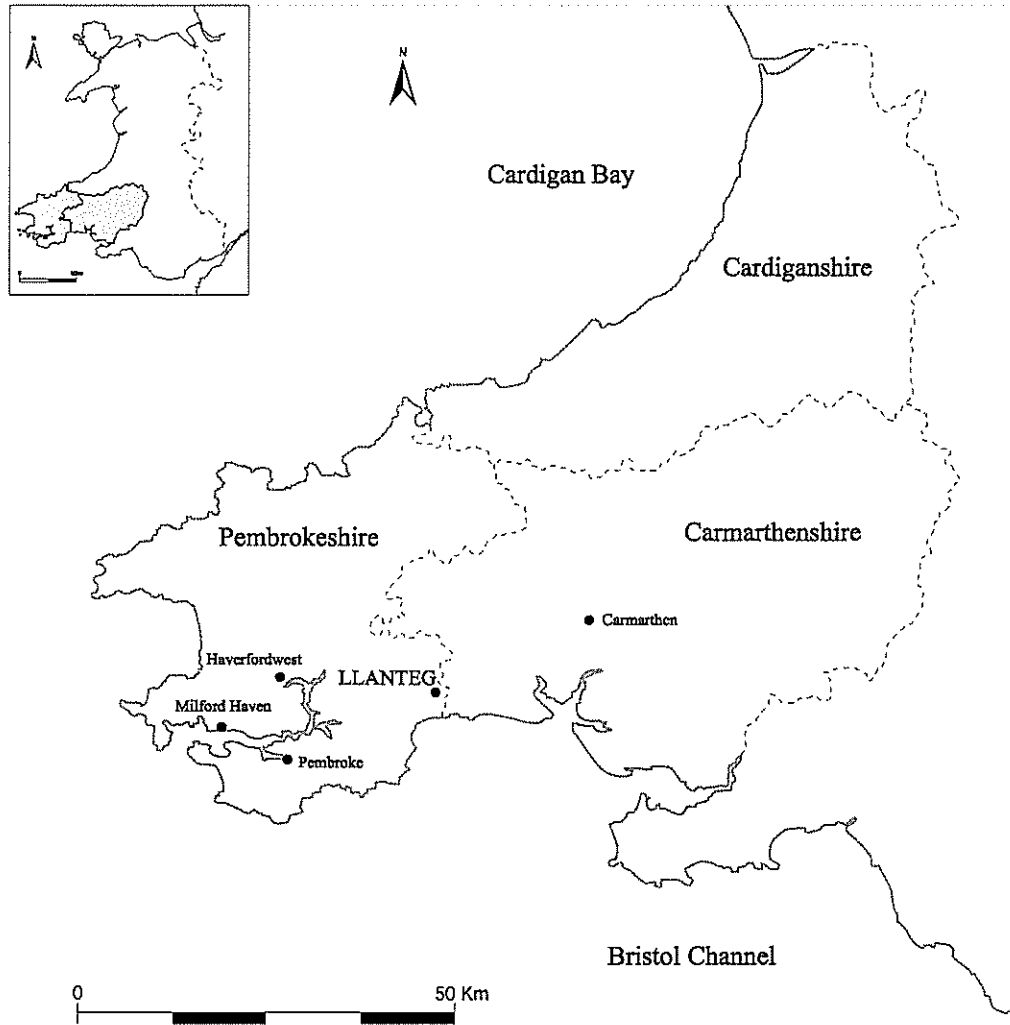 N
Cardigan Bay
Cardiganshire
Pembrokeshire
Carmarthenshire
Carmarthen
Haverfordwest
LLANTEG
Milford Haven
Pembroke
Bristol Channel
0
50 Km